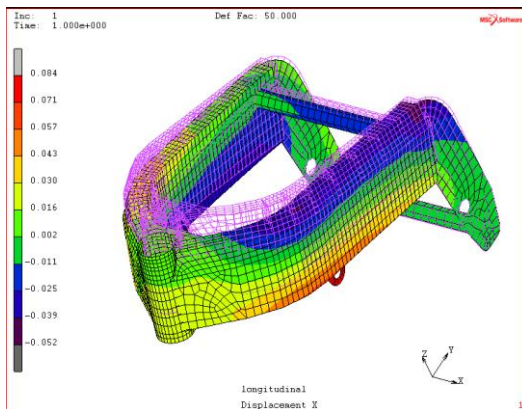 Inc: 1
Time: 1.000e+000
Def Fac: 50.000
MSC Software
0.084
0.071
0.057
0.043
0.030
0.016
0.002
-0.011
-0.025
-0.039
-0.052
Z
Y
X
longitudinal
Displacement X
1